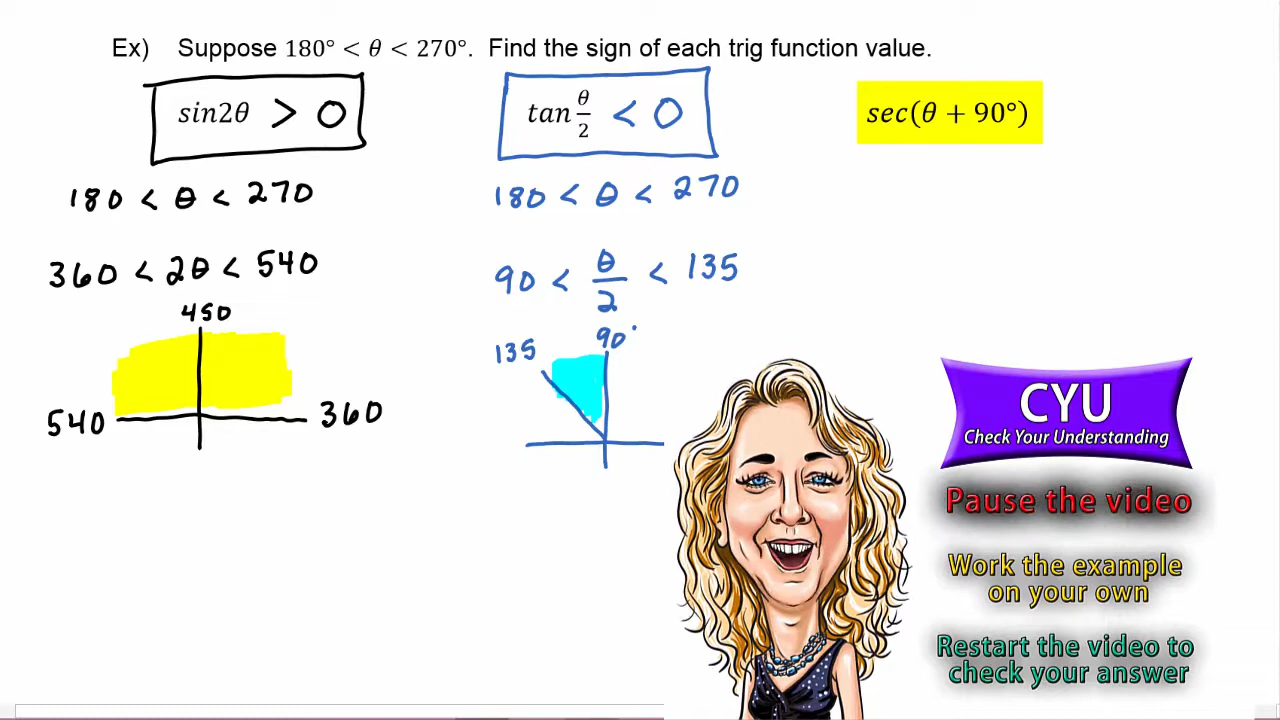 Ex) Suppose 180° < θ < 270°. Find the sign of each trig function value.
sin2θ > 0
180 < θ < 270
360 < 2θ < 540
450
540
360
tan θ/2 < 0
180 < θ < 270
90 < θ/2 < 135
135
90°
sec(θ + 90°)
CYU
Check Your Understanding
Pause the video
Work the example
on your own
Restart the video to
check your answer